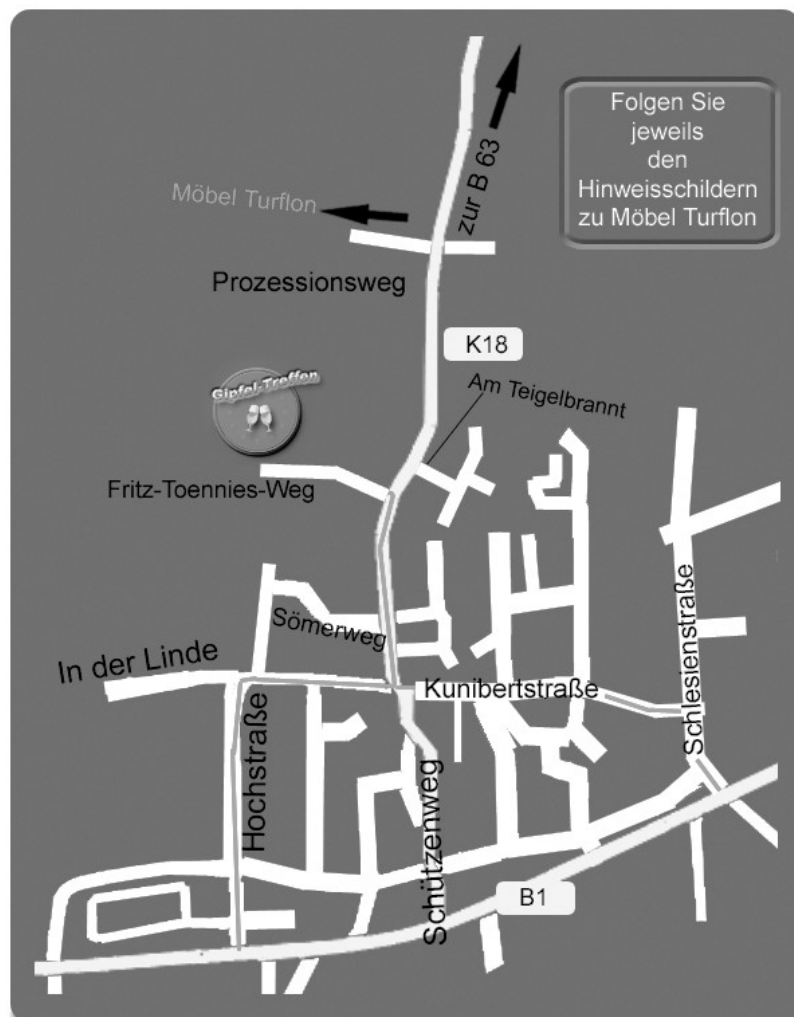 Folgen Sie
jeweils
den
Hinweisschildern
zu Möbel Turflon
zur B 63
Möbel Turflon
Prozessionsweg
K18
Am Teigelbrannt
Gipfel-Treffen
Fritz-Toennies-Weg
Sömerweg
In der Linde
Kunibertstraße
Schlesienstraße
Hochstraße
Schützenweg
B1